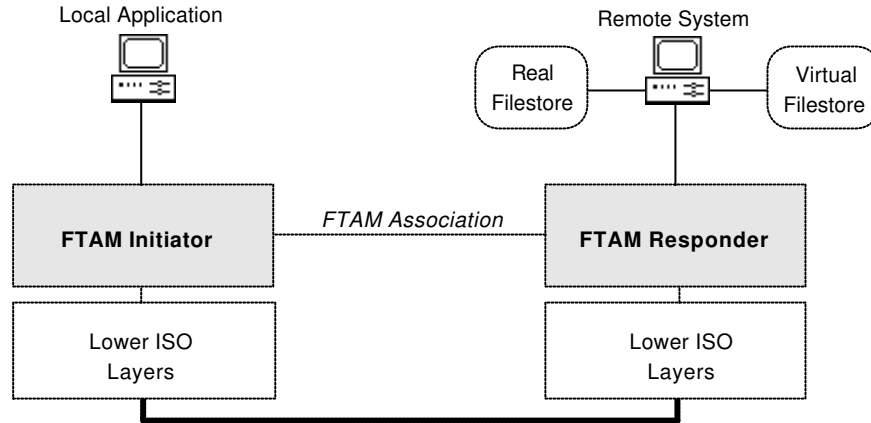 Local Application
Remote System
Real
Filestore
Virtual
Filestore
FTAM Initiator
FTAM Association
FTAM Responder
Lower ISO
Layers
Lower ISO
Layers